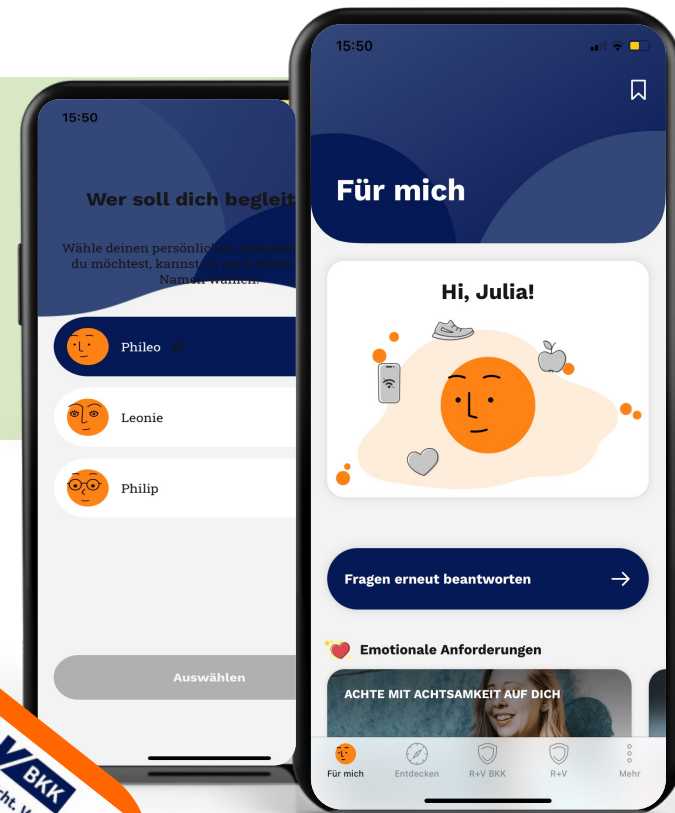 15:50
Wer soll dich begleit
Wähle deinen persönlichen
du möchtest, kannst
Namen wählen.
Phileo
Leonie
Philip
Auswählen
BKK
15:50
Für mich
Hi, Julia!
Fragen erneut beantworten
Emotionale Anforderungen
ACHTE MIT ACHTSAMKEIT AUF DICH
Für mich
Entdecken
R+V BKK
R+V
Mehr